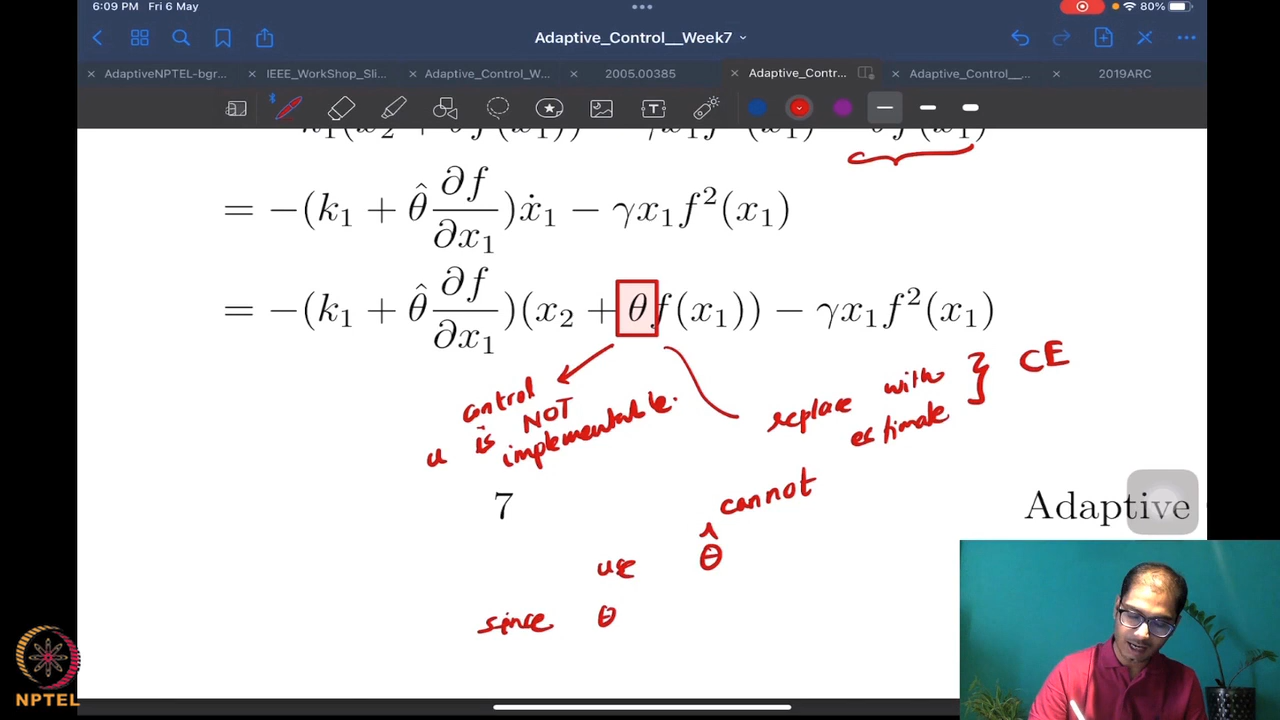 6:09 PM Fri 6 May
80%
Adaptive_Control__Week7
AdaptiveNPTEL-bgr...
IEEE_WorkShop_Sli...
Adaptive_Control_W...
2005.00385
Adaptive_Contr...
Adaptive_Control__...
2019ARC
= −(k₁ + θ̂ ∂f/∂x₁)ẋ₁ − γx₁f²(x₁)
= −(k₁ + θ̂ ∂f/∂x₁)(x₂ + θf(x₁)) − γx₁f²(x₁)
control
u is NOT
implementable.
replace with
estimate
} CE
7
Adaptive
cannot
use θ̂
since θ
NPTEL